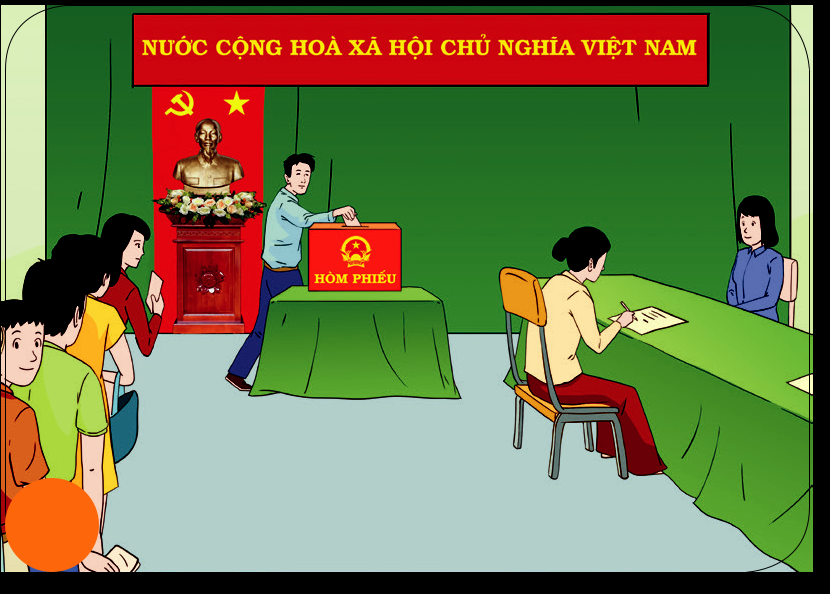 NƯỚC CỘNG HOÀ XÃ HỘI CHỦ NGHĨA VIỆT NAM
HÒM PHIẾU